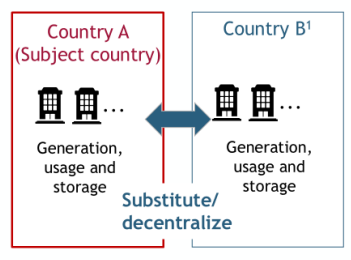 Country A
(Subject country)
...
Generation,
usage and
storage
Country B¹
...
Generation,
usage and
storage
Substitute/
decentralize